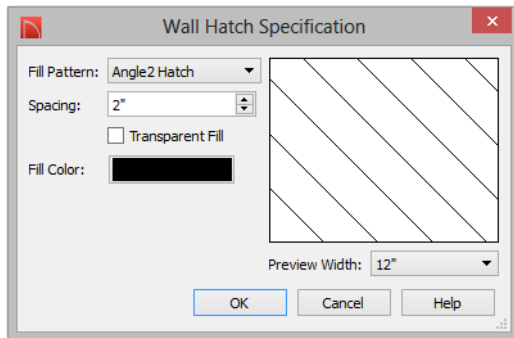 Wall Hatch Specification
Fill Pattern: Angle2 Hatch
Spacing: 2"
Transparent Fill
Fill Color:
Preview Width: 12"
OK Cancel Help